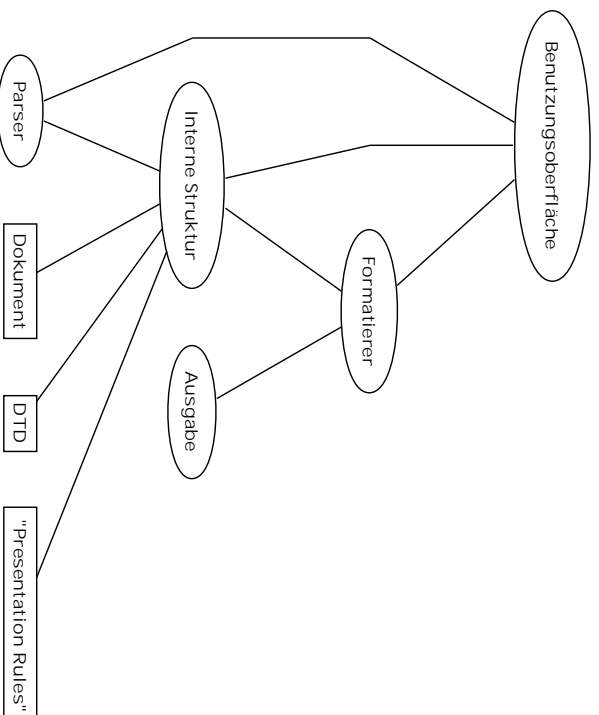 Benutzungsoberfläche
Formatierer
Interne Struktur
Ausgabe
Parser
Dokument
DTD
"Presentation Rules"